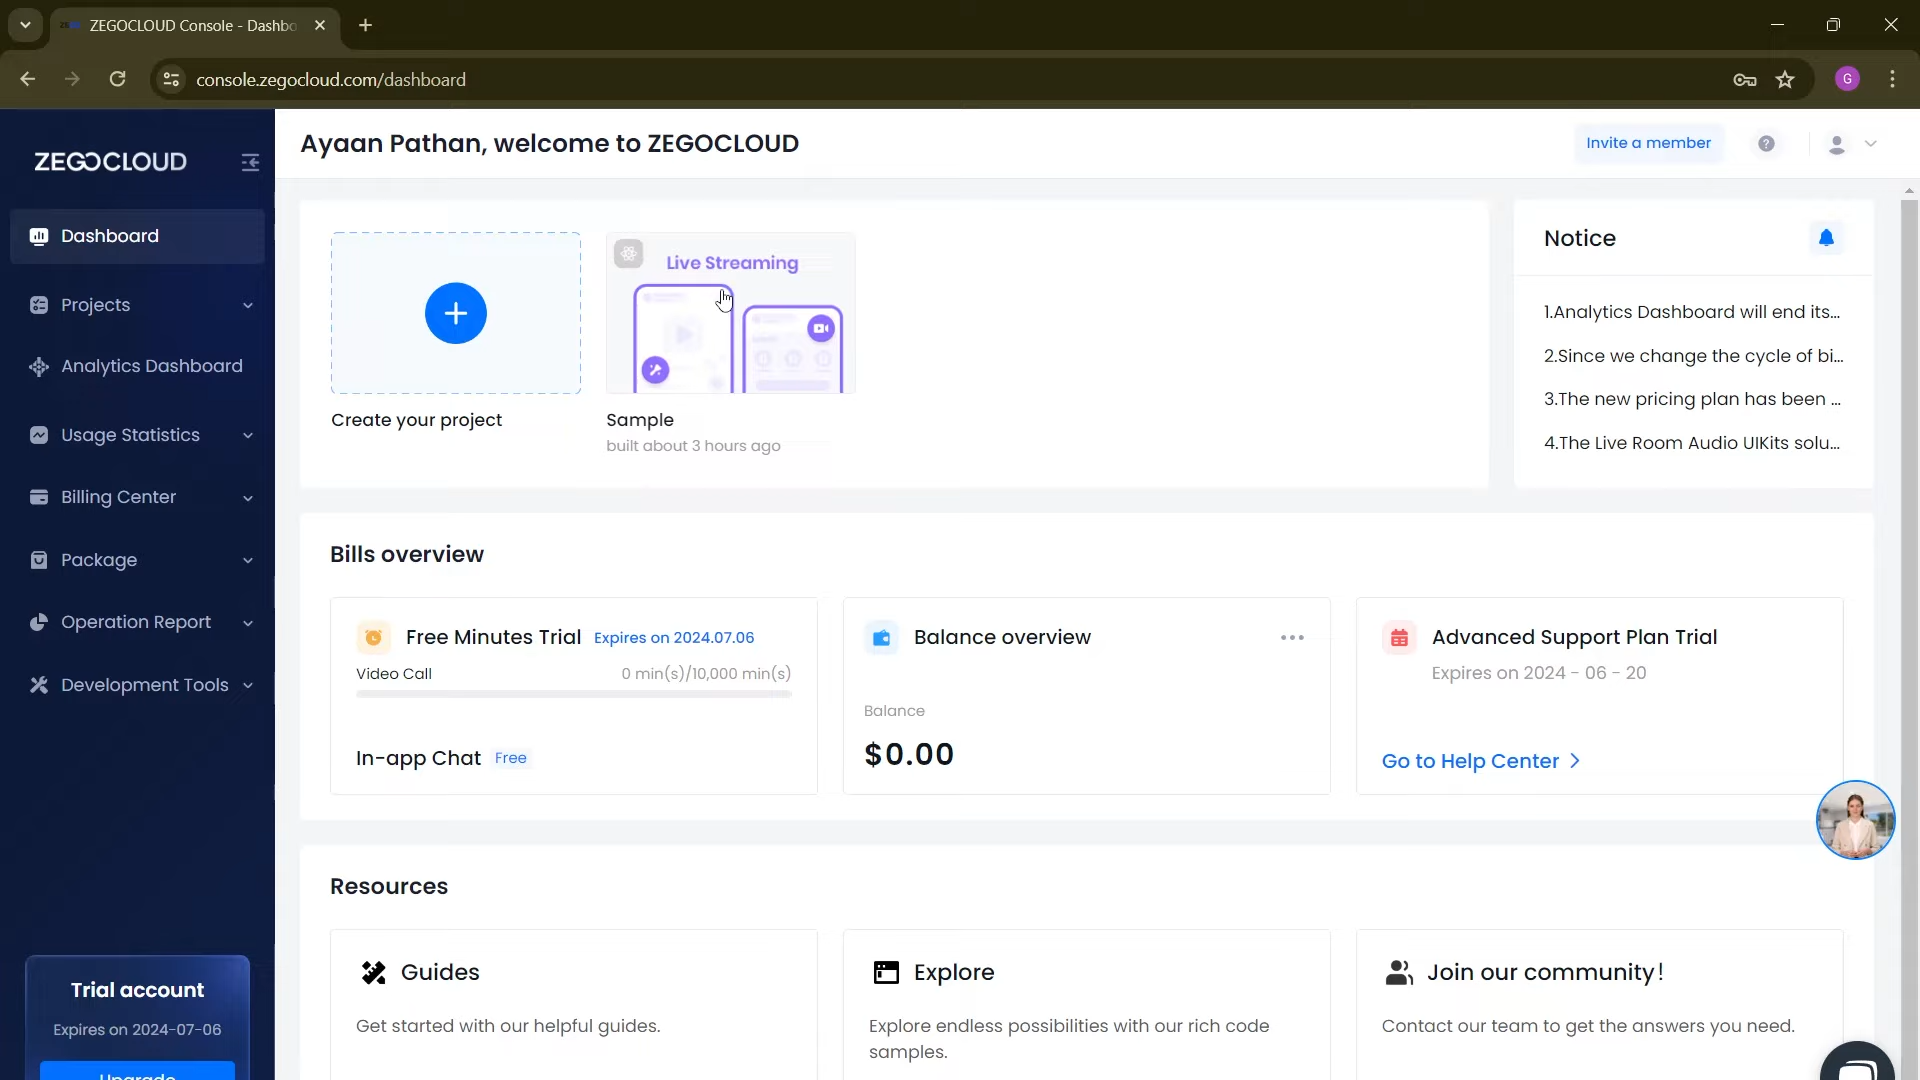 ZEGOCLOUD Console - Dashbo
console.zegocloud.com/dashboard
G
ZEGOCLOUD
Ayaan Pathan, welcome to ZEGOCLOUD
Invite a member
Dashboard
Projects
Analytics Dashboard
Usage Statistics
Billing Center
Package
Operation Report
Development Tools
Trial account
Expires on 2024-07-06
Upgrade
Live Streaming
Create your project
Sample
built about 3 hours ago
Notice
1.Analytics Dashboard will end its...
2.Since we change the cycle of bi...
3.The new pricing plan has been ...
4.The Live Room Audio UIKits solu...
Bills overview
Free Minutes Trial Expires on 2024.07.06
Video Call 0 min(s)/10,000 min(s)
In-app Chat Free
Balance overview
Balance
$0.00
Advanced Support Plan Trial
Expires on 2024 - 06 - 20
Go to Help Center >
Resources
Guides
Get started with our helpful guides.
Explore
Explore endless possibilities with our rich code
samples.
Join our community!
Contact our team to get the answers you need.